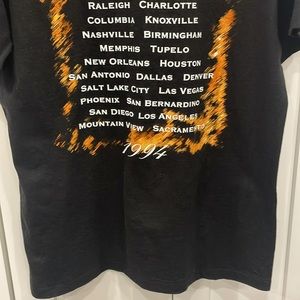 RALEIGH CHARLOTTE
COLUMBIA KNOXVILLE
NASHVILLE BIRMINGHAM
MEMPHIS TUPELO
NEW ORLEANS HOUSTON
SAN ANTONIO DALLAS DENVER
SALT LAKE CITY LAS VEGAS
PHOENIX SAN BERNARDINO
SAN DIEGO LOS ANGELES
MOUNTAIN VIEW SACRAMENTO
1994